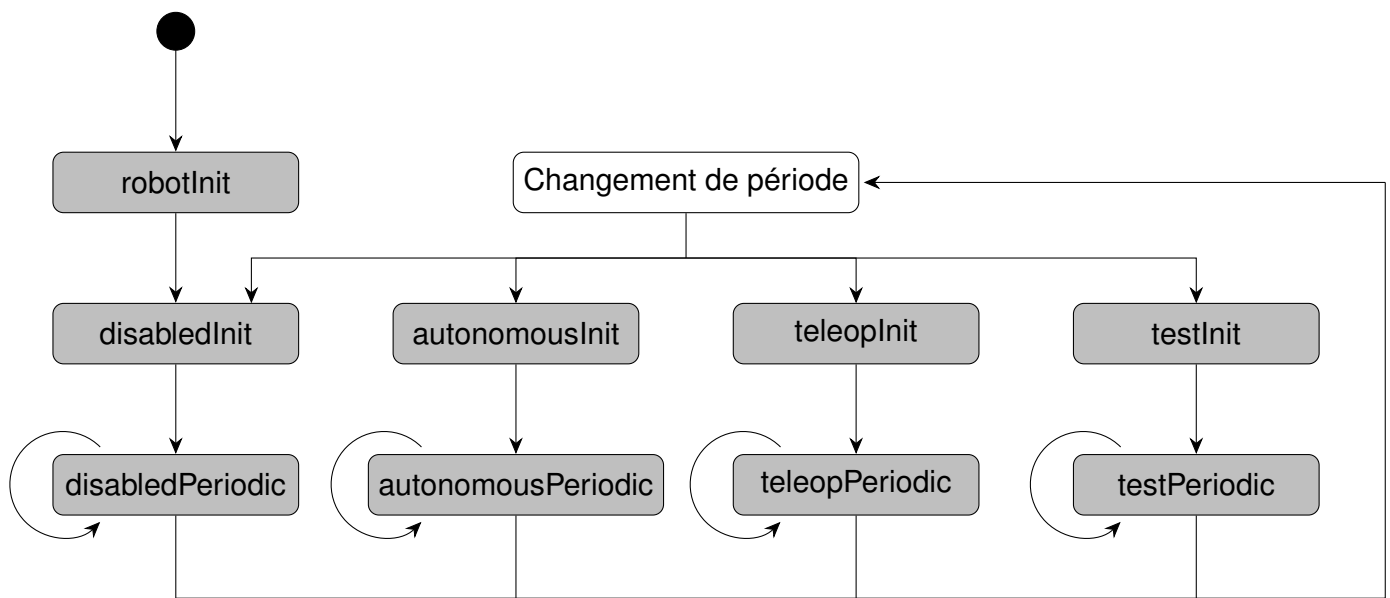 robotInit
Changement de période
disabledInit
autonomousInit
teleopInit
testInit
disabledPeriodic
autonomousPeriodic
teleopPeriodic
testPeriodic